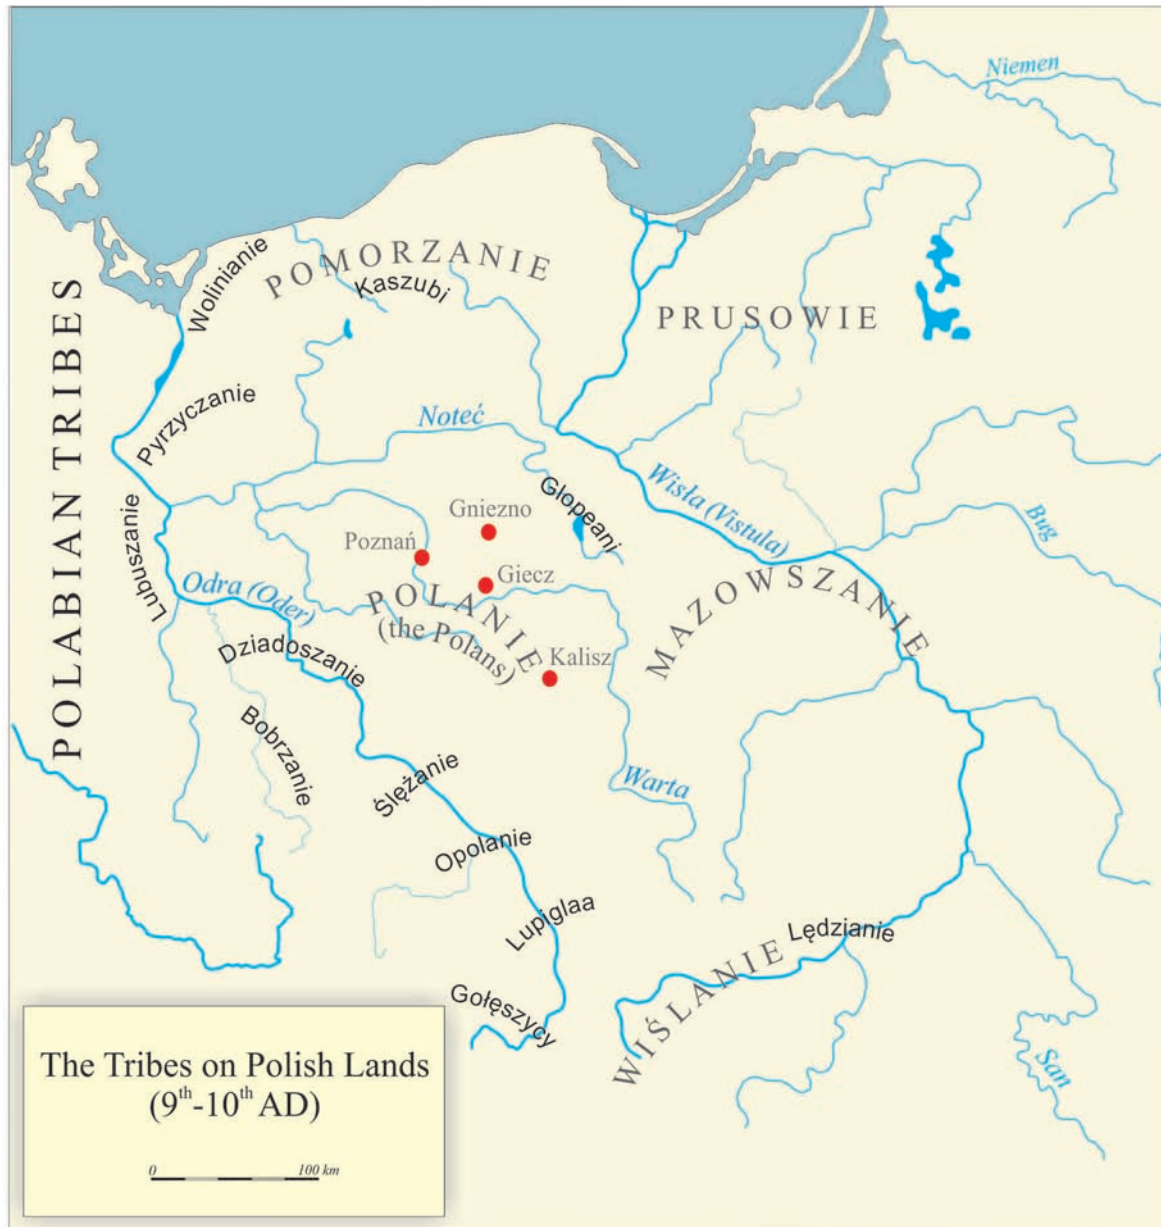 Niemen
POMORZANIE
Wolinianie
Kaszubi
PRUSOWIE
POLABIAN TRIBES
Pyrzyczanie
Noteć
Wisła (Vistula)
Głopeani
Gniezno
Bug
Lubuszanie
Poznań
Giecz
Odra (Oder)
POLANIE
(the Polans)
MAZOWSZANIE
Dziadoszanie
Kalisz
Bobrzanie
Ślężanie
Warta
Opolanie
Lupiglaa
Lędzianie
Gołęszycy
WIŚLANIE
San
The Tribes on Polish Lands
(9th-10th AD)
0 100 km